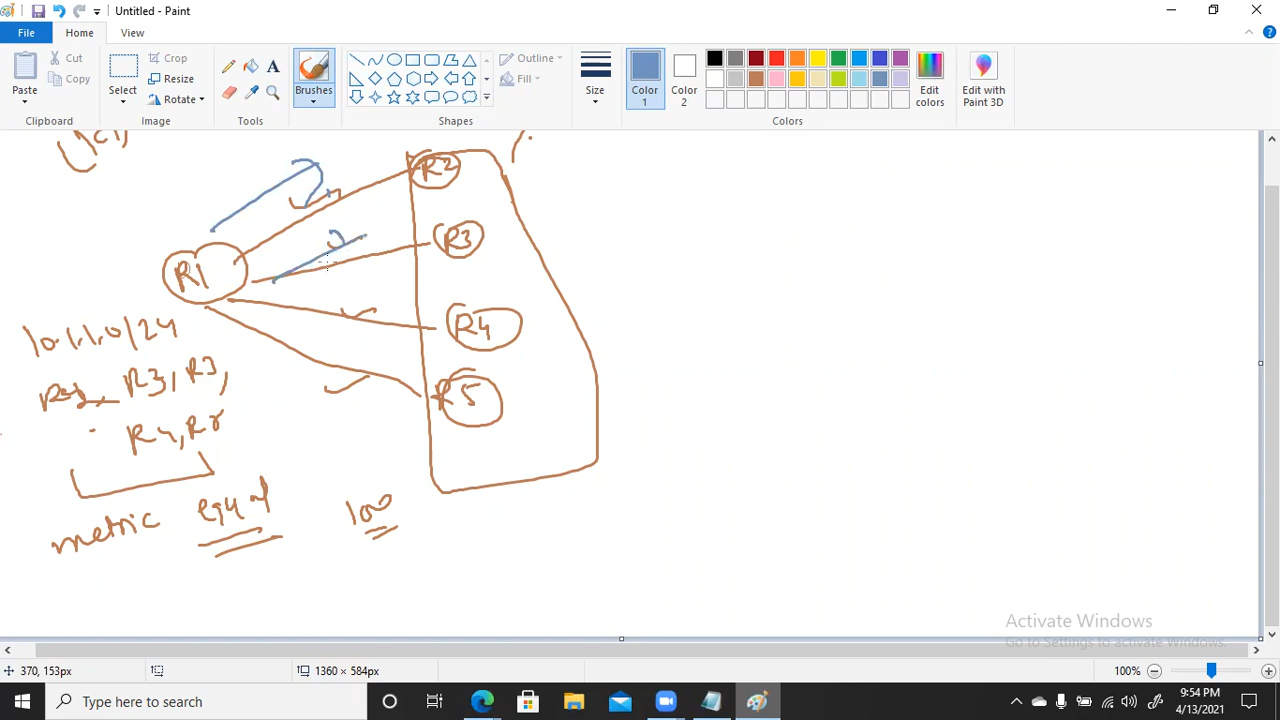 Untitled - Paint
File Home View
Paste
Cut
Copy
Clipboard
Select
Crop
Resize
Rotate
Image
Tools
Brushes
Shapes
Outline
Fill
Size
Color 1
Color 2
Colors
Edit colors
Edit with Paint 3D
R2
R3
R1
R4
R5
10.1.1.0/24
R3, R3,
R4, R5
metric equal 100
Activate Windows
Go to Settings to activate Windows.
370, 153px
1360 × 584px
100%
Type here to search
9:54 PM
4/13/2021